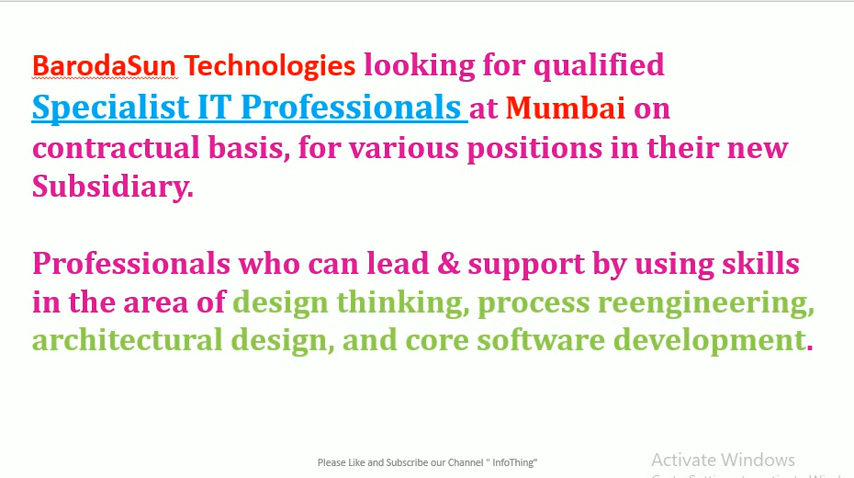 BarodaSun Technologies looking for qualified
Specialist IT Professionals at Mumbai on
contractual basis, for various positions in their new
Subsidiary.
Professionals who can lead & support by using skills
in the area of design thinking, process reengineering,
architectural design, and core software development.
Please Like and Subscribe our Channel " InfoThing"
Activate Windows